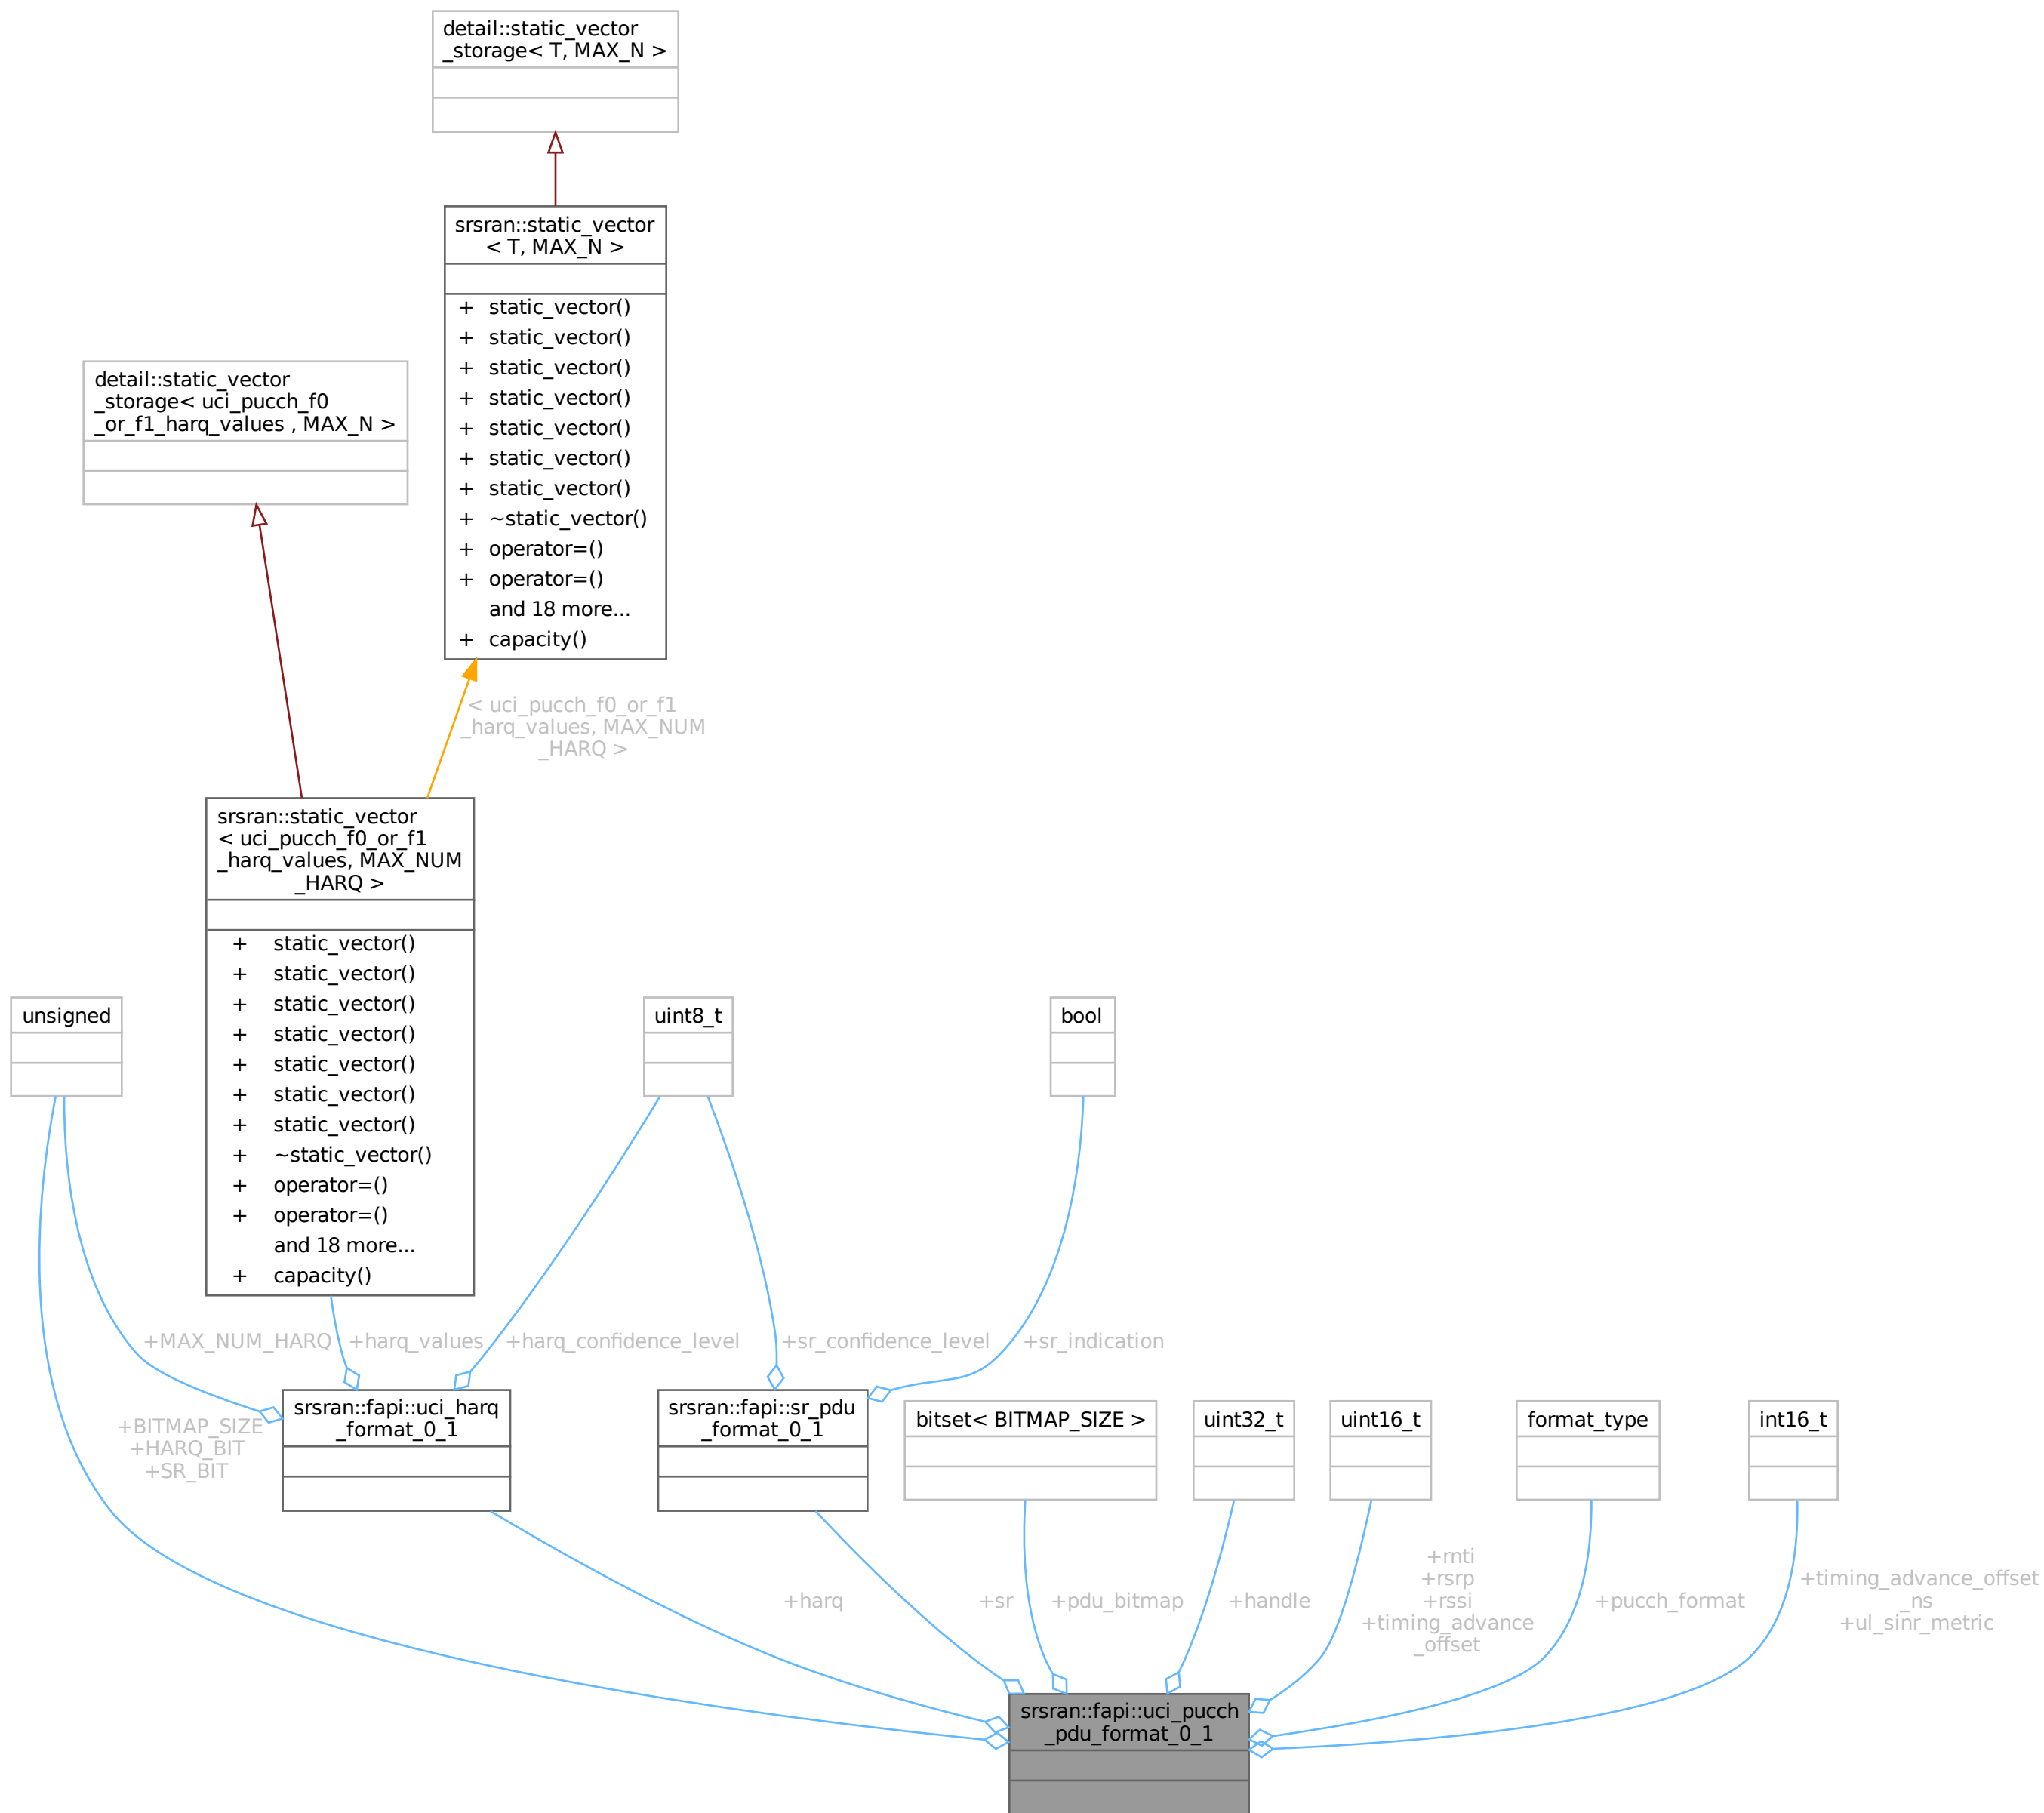 detail::static_vector
_storage< T, MAX_N >
srsran::static_vector
< T, MAX_N >
+ static_vector()
+ static_vector()
+ static_vector()
+ static_vector()
+ static_vector()
+ static_vector()
+ static_vector()
+ ~static_vector()
+ operator=()
+ operator=()
and 18 more...
+ capacity()
detail::static_vector
_storage< uci_pucch_f0
_or_f1_harq_values , MAX_N >
< uci_pucch_f0_or_f1
_harq_values, MAX_NUM
_HARQ >
srsran::static_vector
< uci_pucch_f0_or_f1
_harq_values, MAX_NUM
_HARQ >
+ static_vector()
+ static_vector()
+ static_vector()
+ static_vector()
+ static_vector()
+ static_vector()
+ static_vector()
+ ~static_vector()
+ operator=()
+ operator=()
and 18 more...
+ capacity()
unsigned
uint8_t
bool
+MAX_NUM_HARQ
+harq_values
+harq_confidence_level
+sr_confidence_level
+sr_indication
+BITMAP_SIZE
+HARQ_BIT
+SR_BIT
srsran::fapi::uci_harq
_format_0_1
srsran::fapi::sr_pdu
_format_0_1
bitset< BITMAP_SIZE >
uint32_t
uint16_t
format_type
int16_t
+harq
+sr
+pdu_bitmap
+handle
+rnti
+rsrp
+rssi
+timing_advance
_offset
+pucch_format
+timing_advance_offset
_ns
+ul_sinr_metric
srsran::fapi::uci_pucch
_pdu_format_0_1